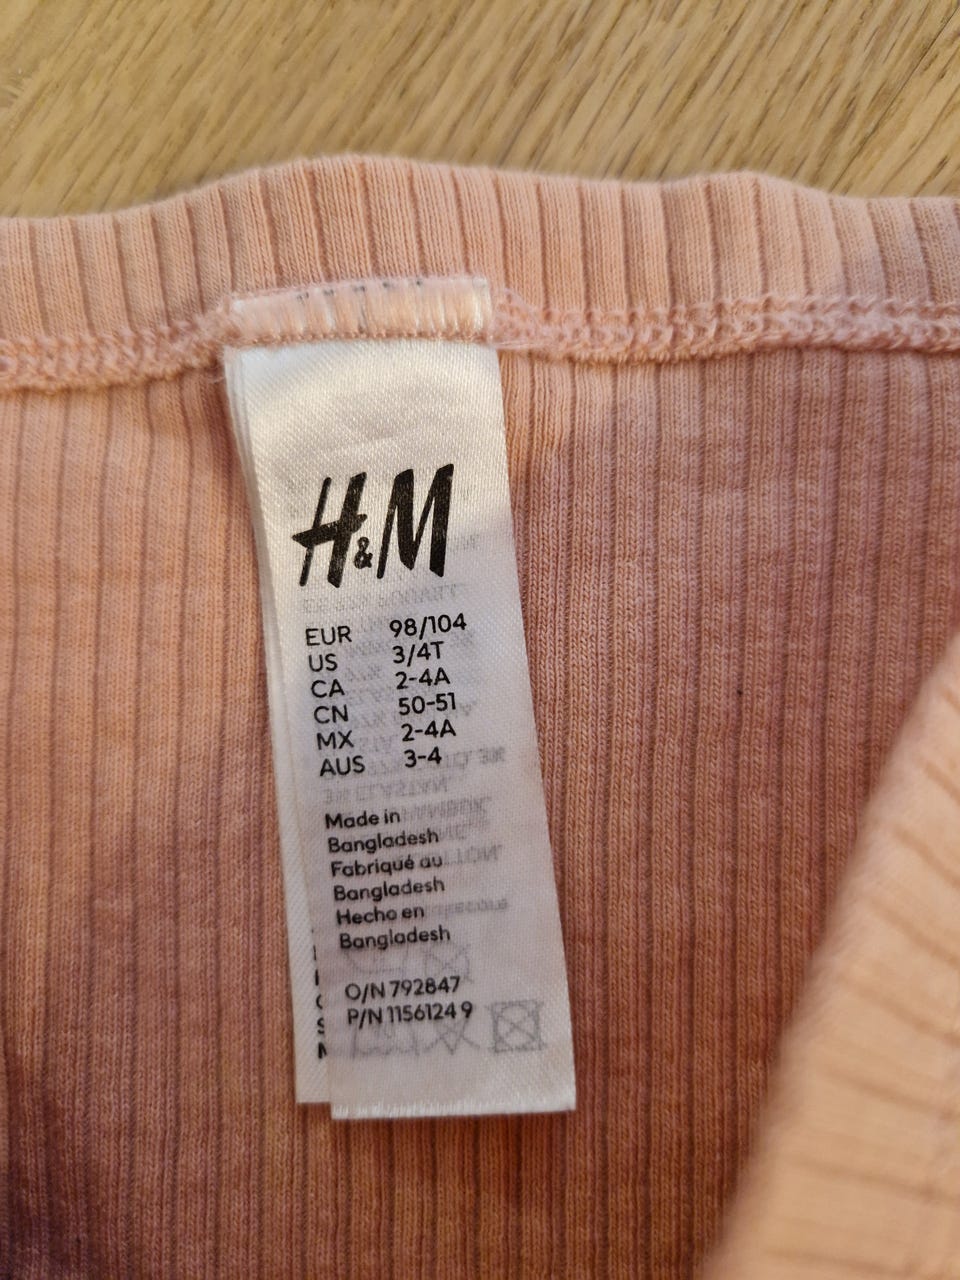 H&M
EUR 98/104
US 3/4T
CA 2-4A
CN 50-51
MX 2-4A
AUS 3-4
Made in
Bangladesh
Fabriqué au
Bangladesh
Hecho en
Bangladesh
O/N 792847
P/N 1156124 9